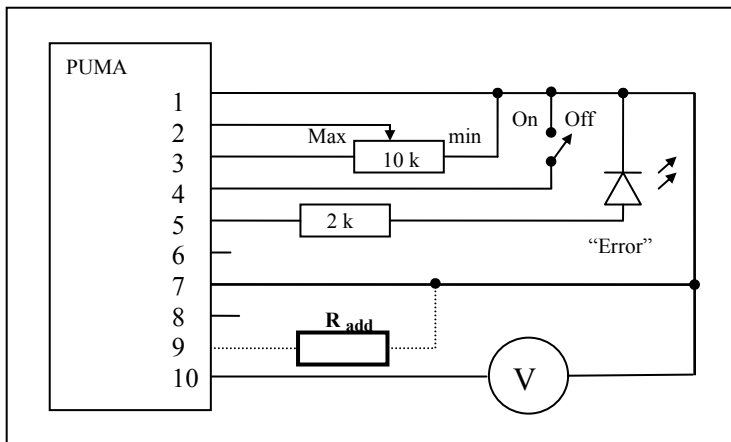 PUMA
1
On Off
2
Max min
3
10 k
4
5
2 k
6
“Error”
7
8
R add
9
10
V